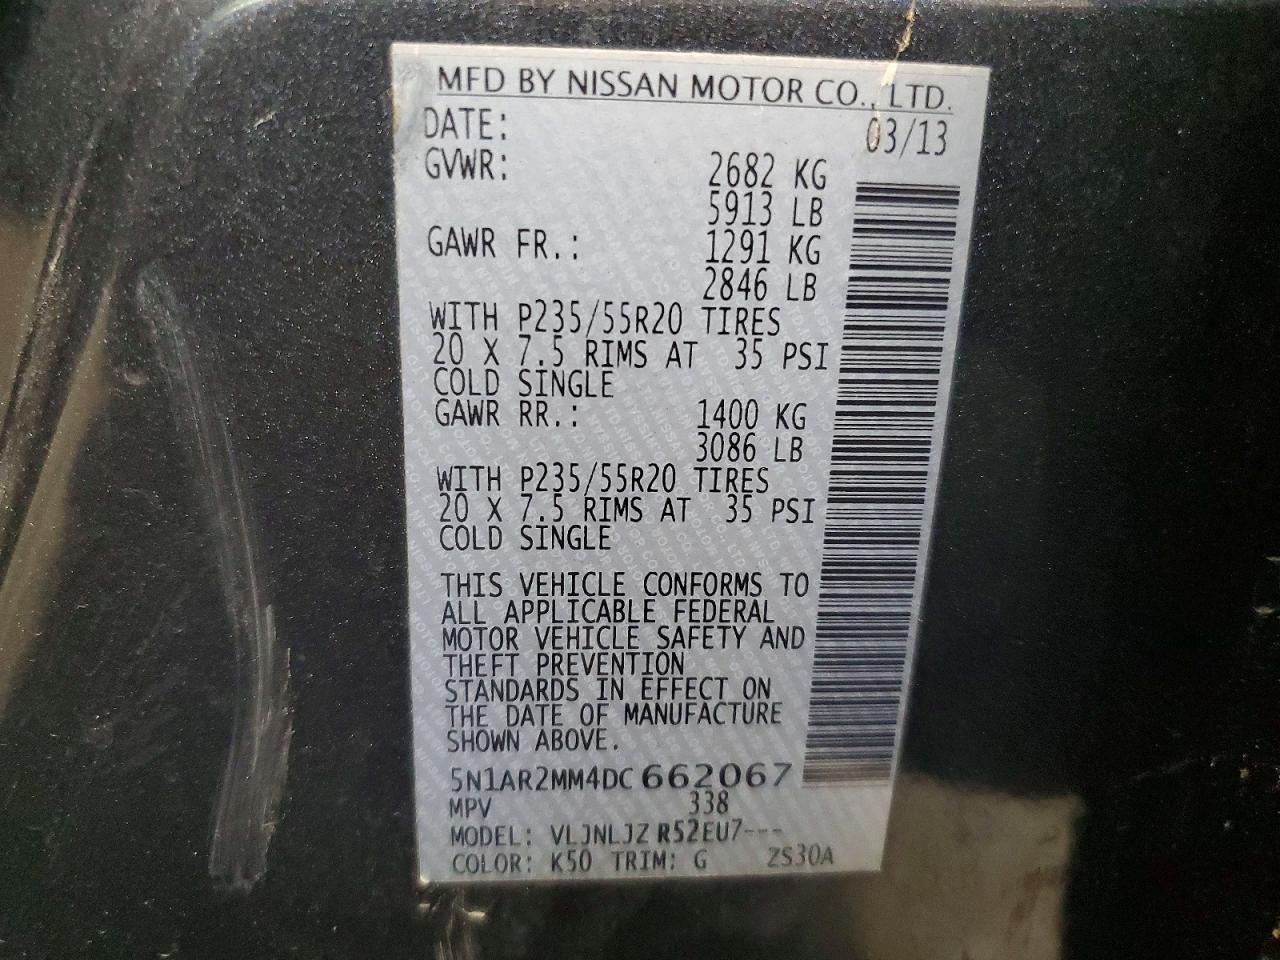 MFD BY NISSAN MOTOR CO., LTD.
DATE: 03/13
GVWR: 2682 KG
5913 LB
GAWR FR.: 1291 KG
2846 LB
WITH P235/55R20 TIRES
20 X 7.5 RIMS AT 35 PSI
COLD SINGLE
GAWR RR.: 1400 KG
3086 LB
WITH P235/55R20 TIRES
20 X 7.5 RIMS AT 35 PSI
COLD SINGLE
THIS VEHICLE CONFORMS TO
ALL APPLICABLE FEDERAL
MOTOR VEHICLE SAFETY AND
THEFT PREVENTION
STANDARDS IN EFFECT ON
THE DATE OF MANUFACTURE
SHOWN ABOVE.
5N1AR2MM4DC662067
MPV 338
MODEL: VLJNLJZ R52EU7---
COLOR: K50 TRIM: G ZS30A